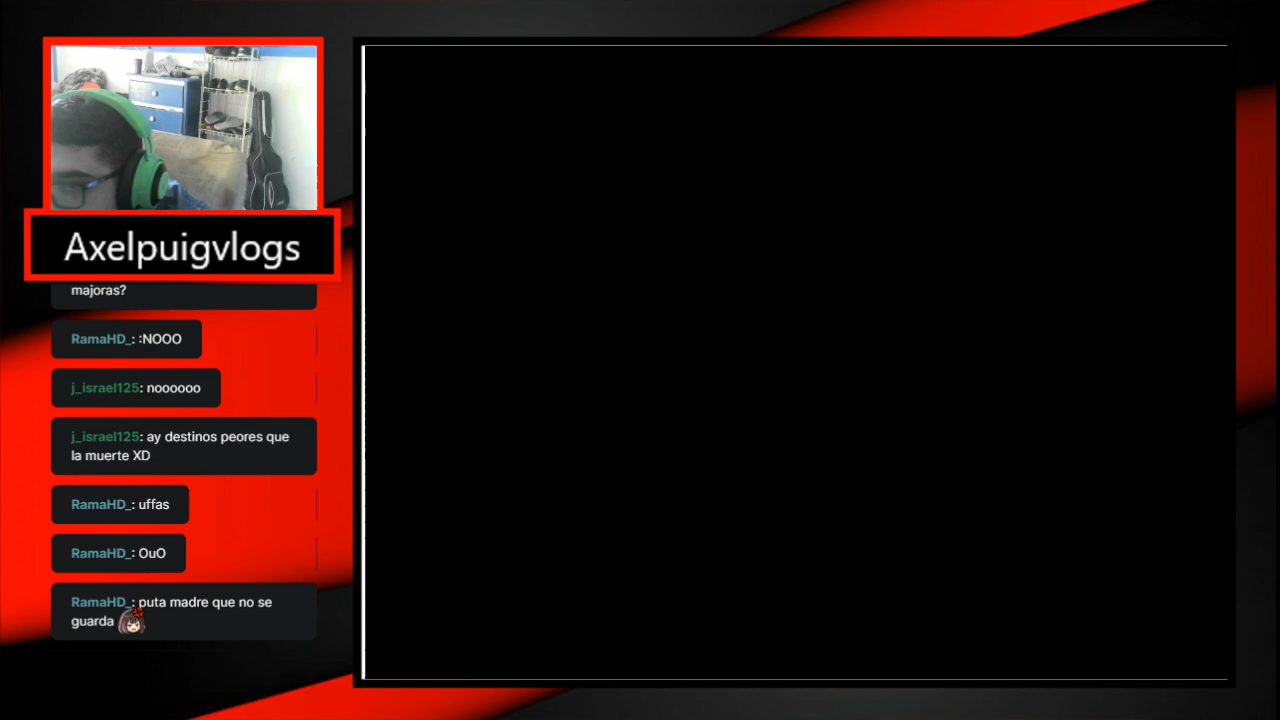 Axelpuigvlogs
majoras?
RamaHD_: :NOOO
j_israel125: noooooo
j_israel125: ay destinos peores que
la muerte XD
RamaHD_: uffas
RamaHD_: OuO
RamaHD_: puta madre que no se
guarda